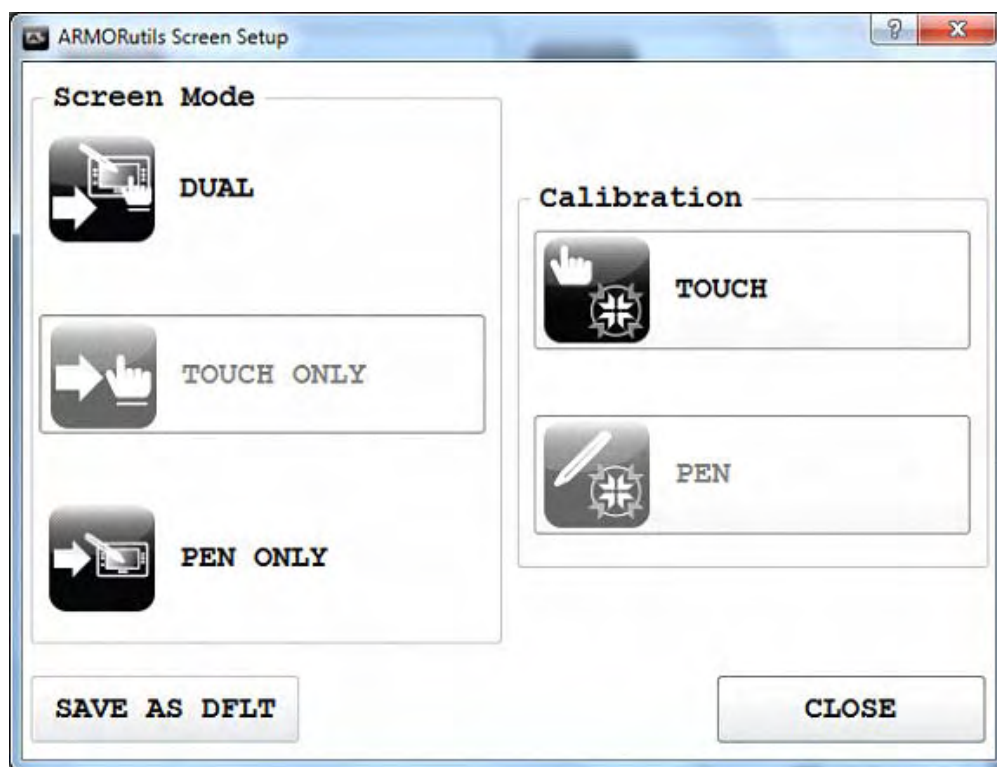 ARMORutils Screen Setup
Screen Mode
DUAL
TOUCH ONLY
PEN ONLY
Calibration
TOUCH
PEN
SAVE AS DFLT
CLOSE